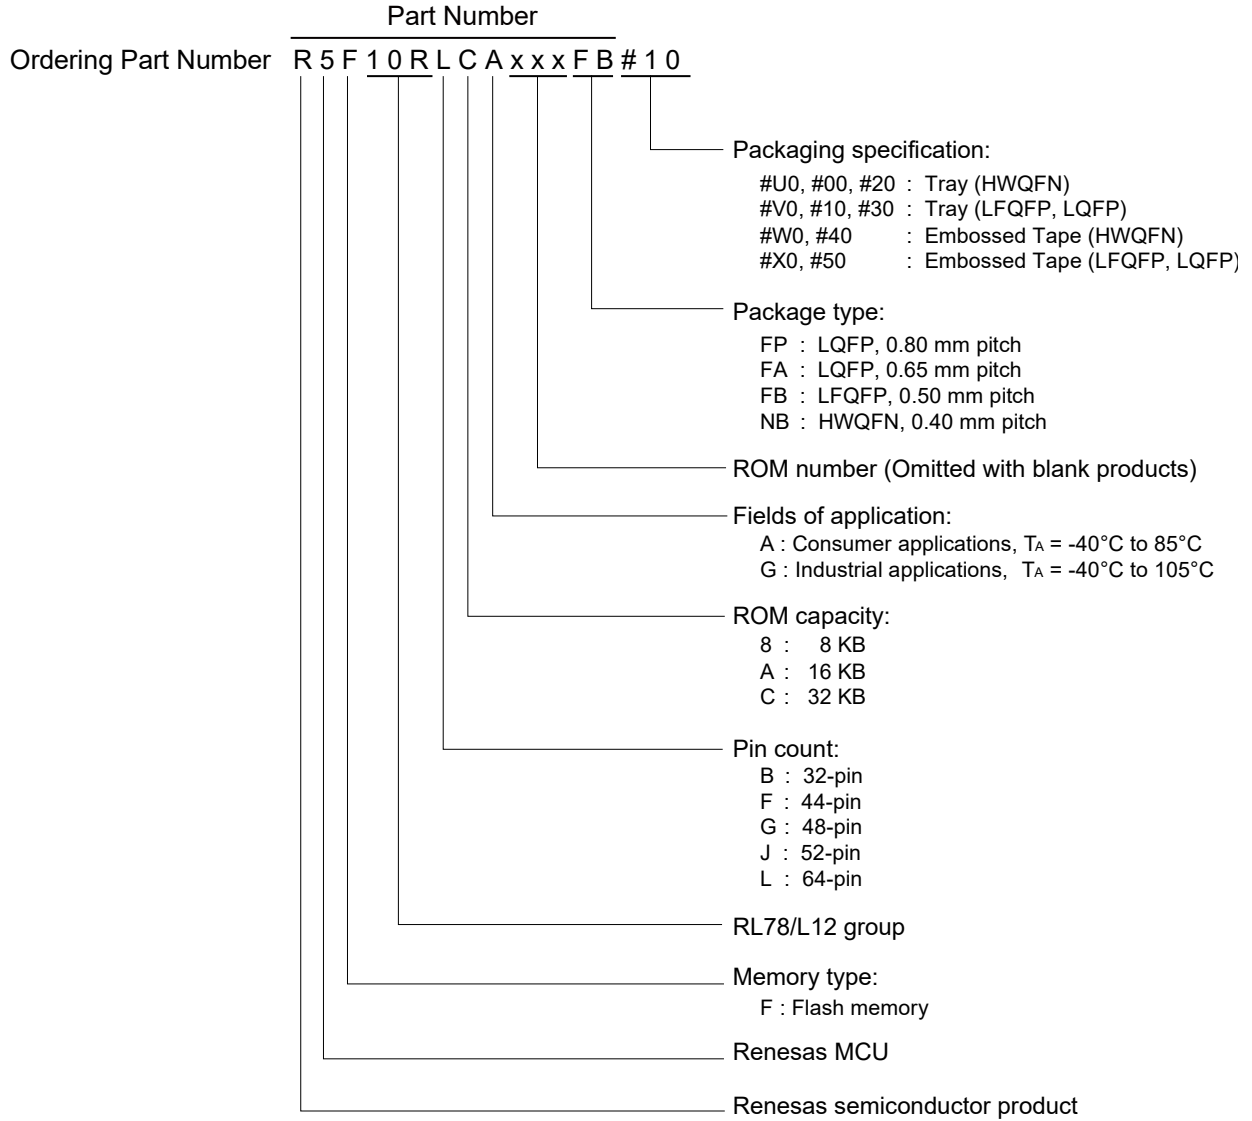 Part Number
Ordering Part Number R 5 F 1 0 R L C A x x x F B # 1 0
Packaging specification:
#U0, #00, #20 : Tray (HWQFN)
#V0, #10, #30 : Tray (LFQFP, LQFP)
#W0, #40 : Embossed Tape (HWQFN)
#X0, #50 : Embossed Tape (LFQFP, LQFP)
Package type:
FP : LQFP, 0.80 mm pitch
FA : LQFP, 0.65 mm pitch
FB : LFQFP, 0.50 mm pitch
NB : HWQFN, 0.40 mm pitch
ROM number (Omitted with blank products)
Fields of application:
A : Consumer applications, TA = -40°C to 85°C
G : Industrial applications, TA = -40°C to 105°C
ROM capacity:
8 : 8 KB
A : 16 KB
C : 32 KB
Pin count:
B : 32-pin
F : 44-pin
G : 48-pin
J : 52-pin
L : 64-pin
RL78/L12 group
Memory type:
F : Flash memory
Renesas MCU
Renesas semiconductor product